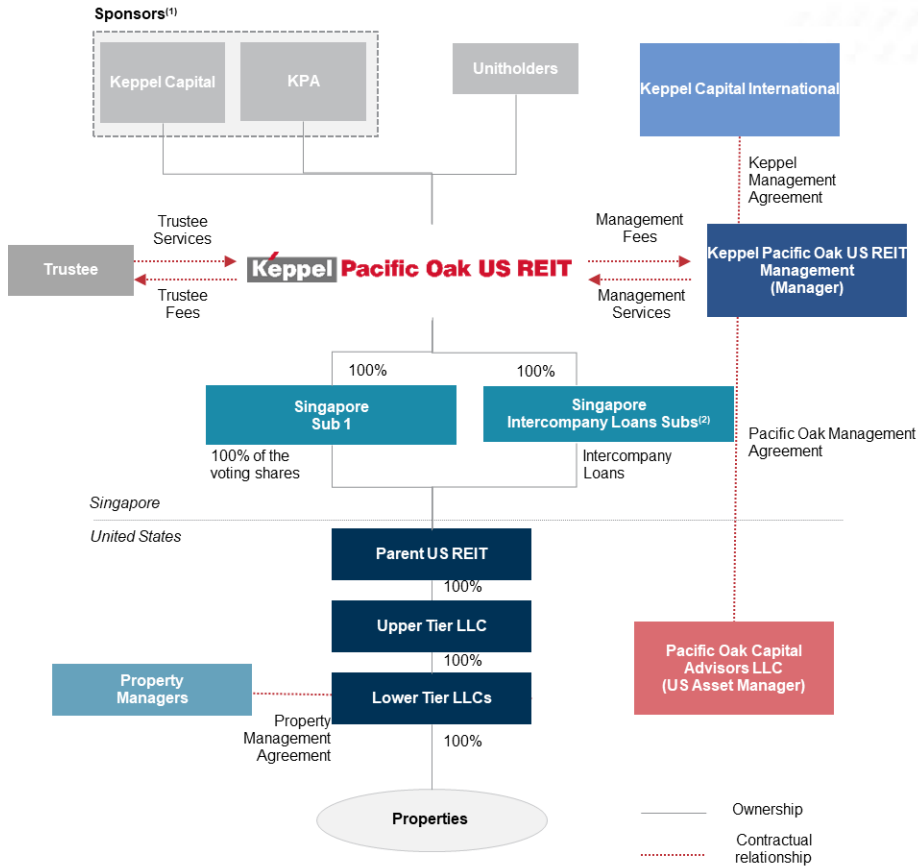 Sponsors(1)
Keppel Capital
KPA
Unitholders
Keppel Capital International
Keppel
Management
Agreement
Trustee
Services
Management
Fees
Trustee
Keppel Pacific Oak US REIT
Keppel Pacific Oak US REIT
Management
(Manager)
Trustee
Fees
Management
Services
100%
100%
Singapore
Sub 1
Singapore
Intercompany Loans Subs(2)
Pacific Oak Management
Agreement
100% of the
voting shares
Intercompany
Loans
Singapore
United States
Parent US REIT
100%
Upper Tier LLC
100%
Pacific Oak Capital
Advisors LLC
(US Asset Manager)
Property
Managers
Lower Tier LLCs
Property
Management
Agreement
100%
Properties
Ownership
Contractual
relationship